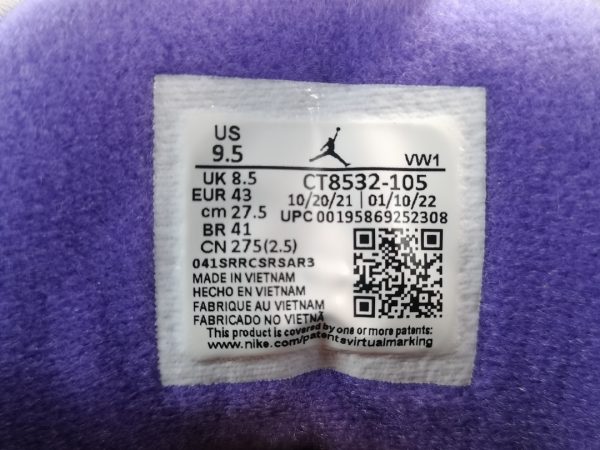 US
9.5
VW1
UK 8.5
EUR 43
cm 27.5
BR 41
CN 275(2.5)
CT8532-105
10/20/21 | 01/10/22
UPC 00195869252308
041SRRCSRSAR3
MADE IN VIETNAM
HECHO EN VIETNAM
FABRIQUE AU VIETNAM
FABRICADO NO VIETNÃ
This product is covered by one or more patents:
www.nike.com/patentsvirtualmarking